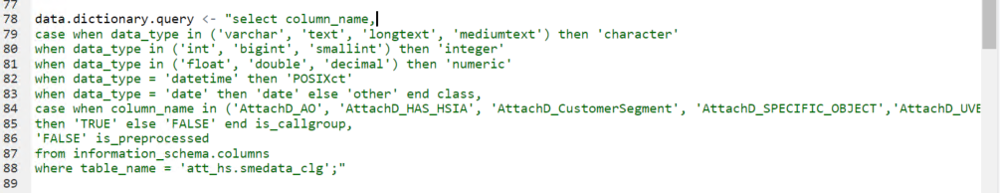 77
78 data.dictionary.query <- "select column_name,
79 case when data_type in ('varchar', 'text', 'longtext', 'mediumtext') then 'character'
80 when data_type in ('int', 'bigint', 'smallint') then 'integer'
81 when data_type in ('float', 'double', 'decimal') then 'numeric'
82 when data_type = 'datetime' then 'POSIXct'
83 when data_type = 'date' then 'date' else 'other' end class,
84 case when column_name in ('AttachD_AO', 'AttachD_HAS_HSIA', 'AttachD_CustomerSegment', 'AttachD_SPECIFIC_OBJECT','AttachD_UVE
85 then 'TRUE' else 'FALSE' end is_callgroup,
86 'FALSE' is_preprocessed
87 from information_schema.columns
88 where table_name = 'att_hs.smedata_clg';"
89